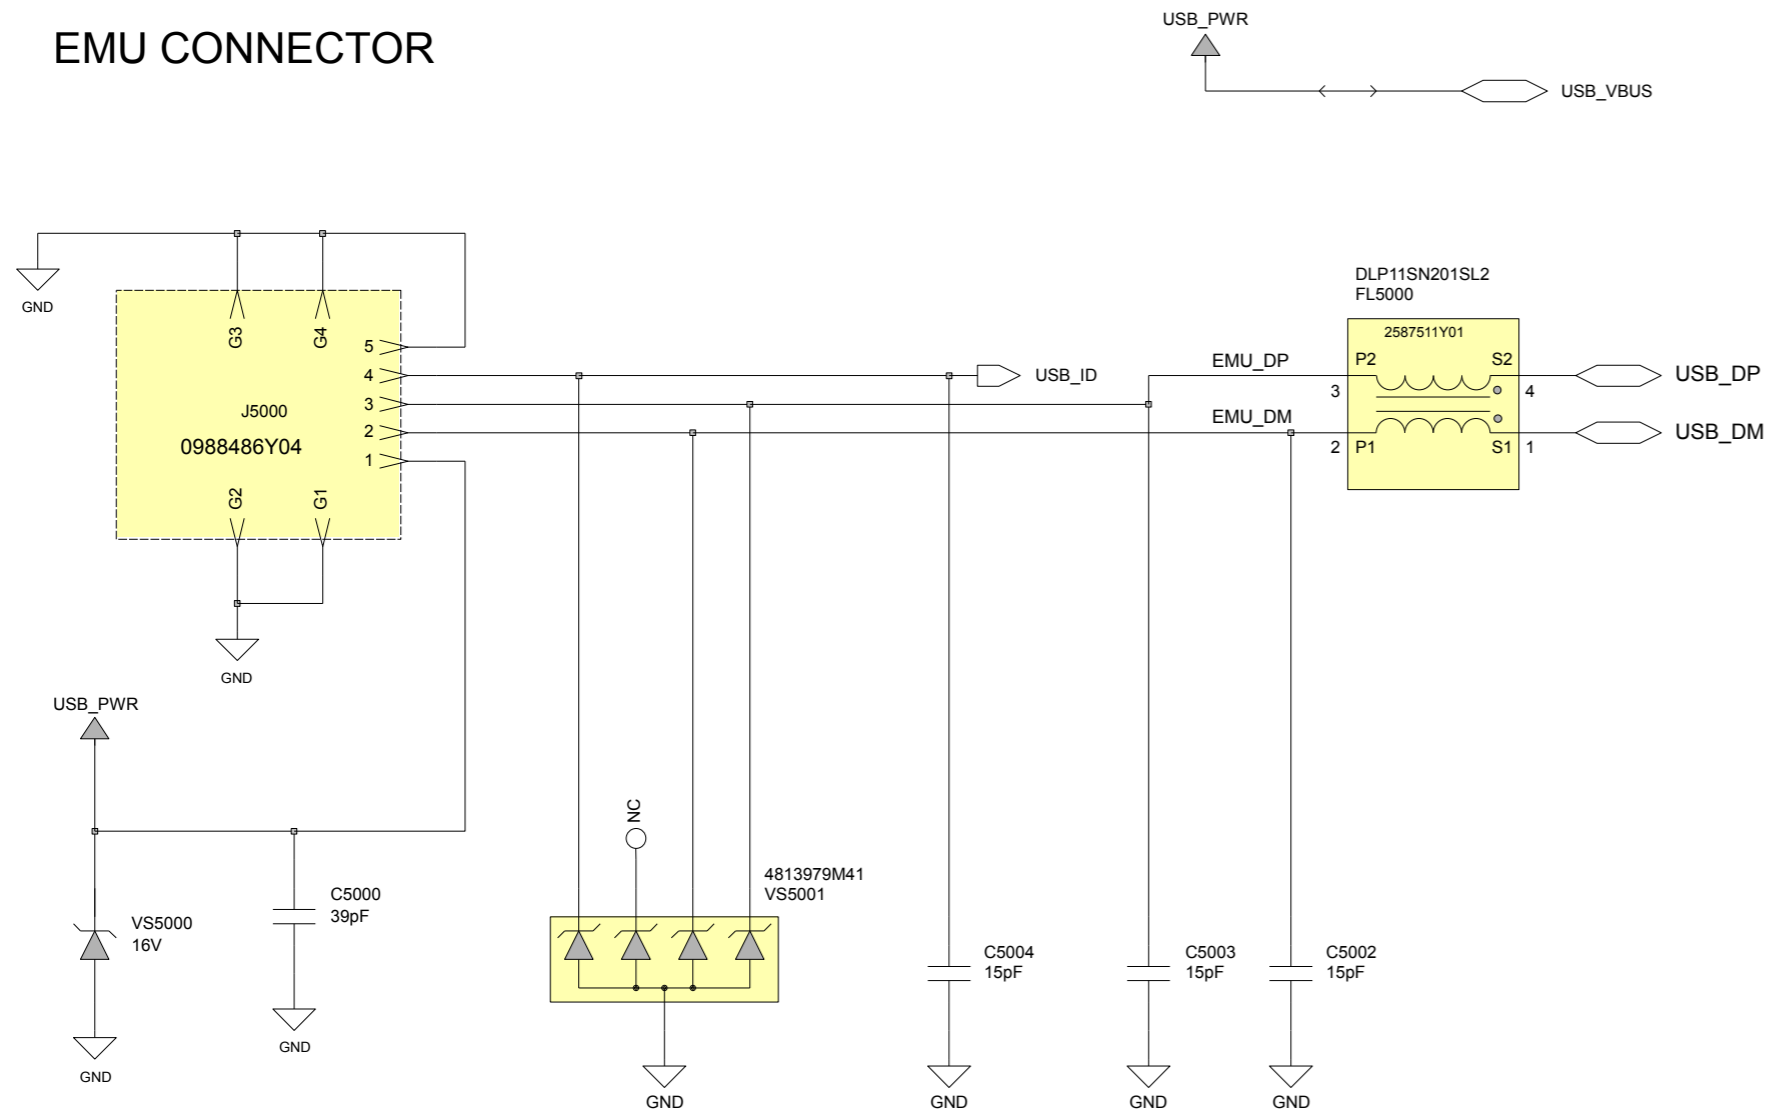 EMU CONNECTOR
USB_PWR
USB_VBUS
GND
G3
G4
5
4
3
2
1
J5000
0988486Y04
G2
G1
GND
USB_ID
EMU_DP
EMU_DM
DLP11SN201SL2
FL5000
2587511Y01
P2
S2
3
4
2
P1
S1
1
USB_DP
USB_DM
USB_PWR
VS5000
16V
GND
C5000
39pF
GND
NC
4813979M41
VS5001
GND
C5004
15pF
GND
C5003
15pF
GND
C5002
15pF
GND